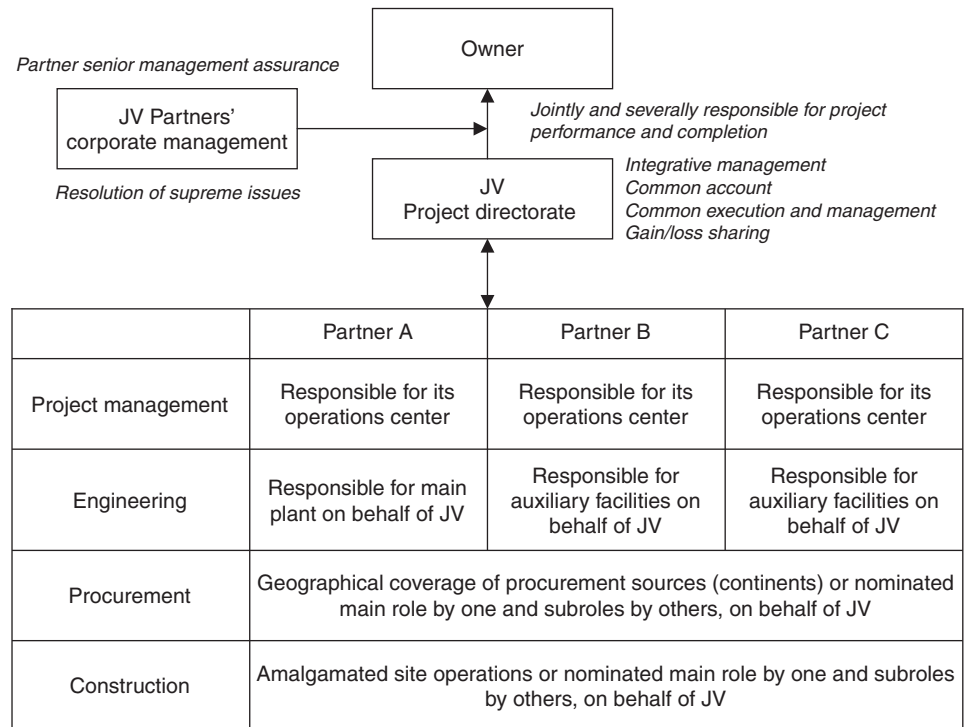 Owner
Partner senior management assurance
JV Partners’
corporate management
Resolution of supreme issues
Jointly and severally responsible for project
performance and completion
JV
Project directorate
Integrative management
Common account
Common execution and management
Gain/loss sharing
Partner A
Partner B
Partner C
Project management
Responsible for its
operations center
Responsible for its
operations center
Responsible for its
operations center
Engineering
Responsible for main
plant on behalf of JV
Responsible for
auxiliary facilities on
behalf of JV
Responsible for
auxiliary facilities on
behalf of JV
Procurement
Geographical coverage of procurement sources (continents) or nominated
main role by one and subroles by others, on behalf of JV
Construction
Amalgamated site operations or nominated main role by one and subroles
by others, on behalf of JV